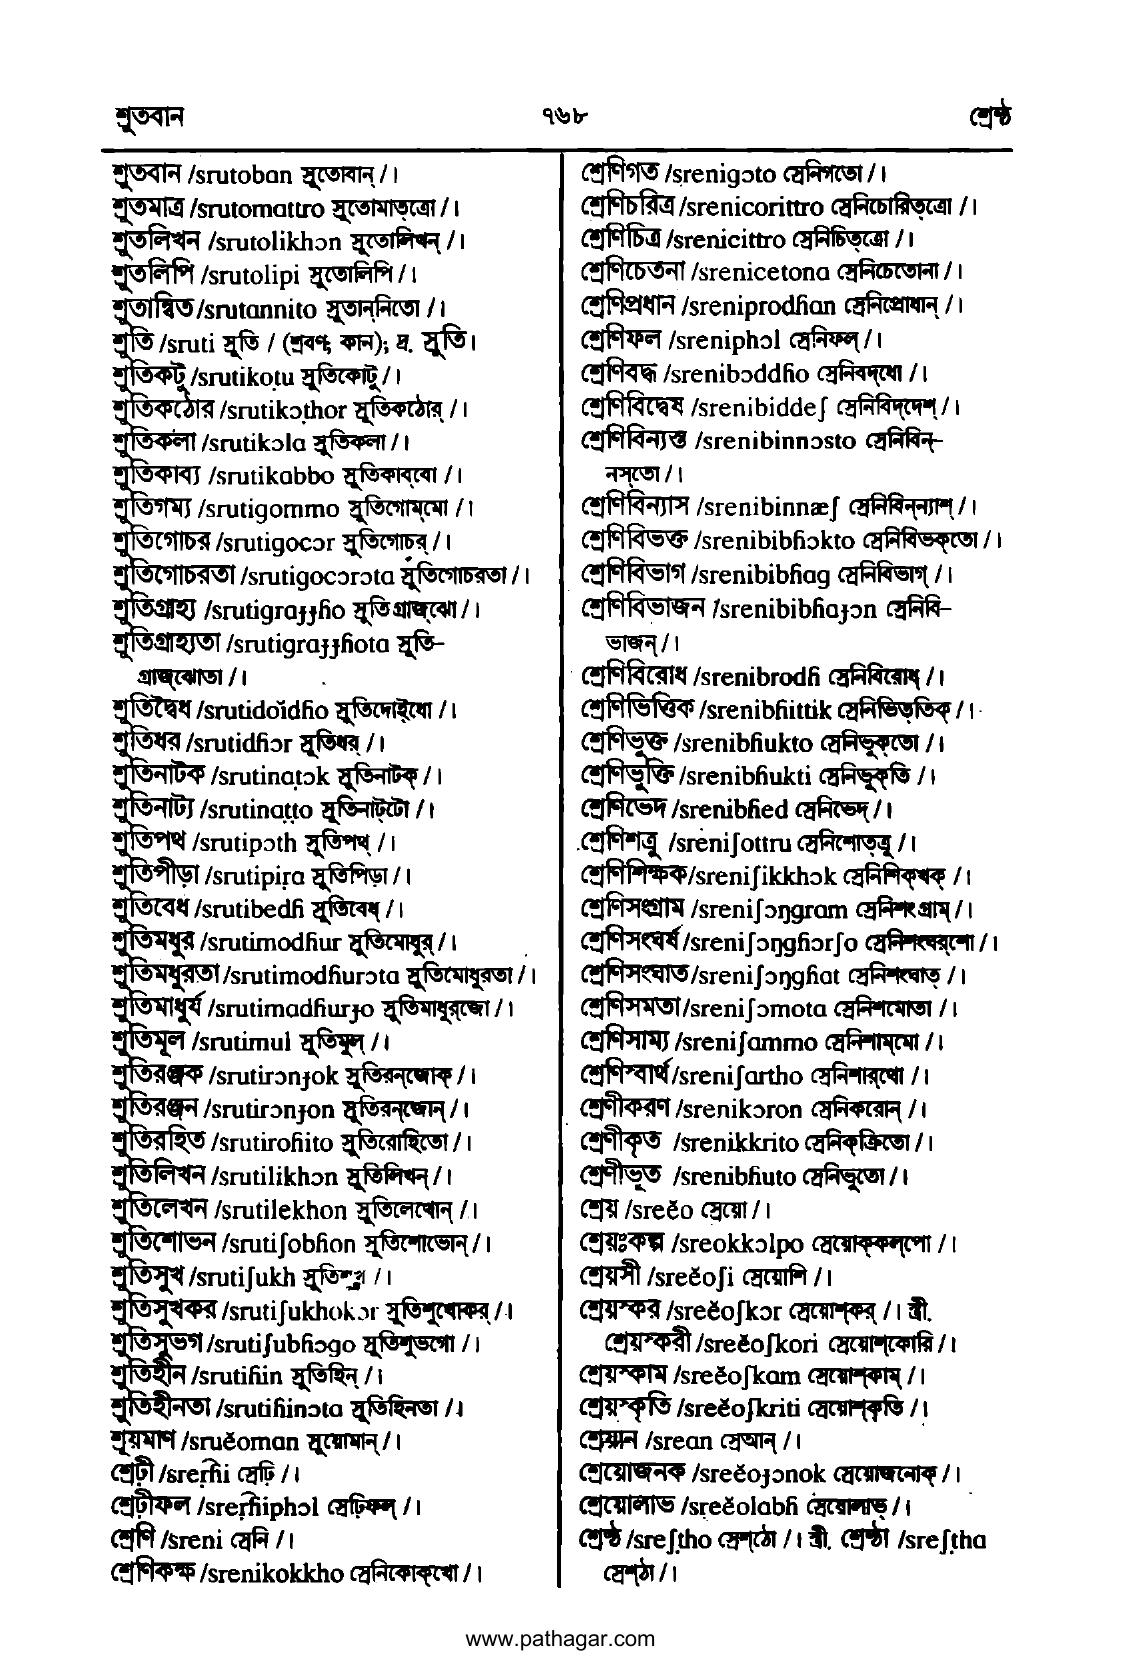 শ্রুতবান ৭৬৮ শ্রেষ্ঠ
শ্রুতবান /srutoban স্রুতোবান্ /।
শ্রুতমাত্র /srutomattro স্রুতোমাত্‌ত্রো /।
শ্রুতলিখন /srutolikhɔn স্রুতোলিখন্ /।
শ্রুতলিপি /srutolipi স্রুতোলিপি /।
শ্রুতান্বিত /srutannito স্রুতান্‌নিতো /।
শ্রুতি /sruti স্রুতি / (শ্রবণ; কান); দ্র. স্রুতি।
শ্রুতিকটু /srutikoṭu স্রুতিকোটু /।
শ্রুতিকঠোর /srutikɔṭhor স্রুতিকঠোর্ /।
শ্রুতিকলা /srutikɔla স্রুতিকলা /।
শ্রুতিকাব্য /srutikabbo স্রুতিকাব্‌বো /।
শ্রুতিগম্য /srutigommo স্রুতিগোম্‌মো /।
শ্রুতিগোচর /srutigocɔr স্রুতিগোচর্ /।
শ্রুতিগোচরতা /srutigocɔrɔta স্রুতিগোচরতা /।
শ্রুতিগ্রাহ্য /srutigraɟɟɦo স্রুতিগ্রাজ্‌ঝো /।
শ্রুতিগ্রাহ্যতা /srutigraɟɟɦota স্রুতি–
গ্রাজ্‌ঝোতা /।
শ্রুতিদ্বৈধ /srutidoĭdɦo স্রুতিদোই্‌ধো /।
শ্রুতিধর /srutidɦɔr স্রুতিধর্ /।
শ্রুতিনাটক /srutinaṭɔk স্রুতিনাটক্ /।
শ্রুতিনাট্য /srutinaṭṭo স্রুতিনাট্‌টো /।
শ্রুতিপথ /srutipɔth স্রুতিপথ্ /।
শ্রুতিপীড়া /srutipiṛa স্রুতিপিড়া /।
শ্রুতিবেধ /srutibedɦ স্রুতিবেধ্ /।
শ্রুতিমধুর /srutimodɦur স্রুতিমোধুর্ /।
শ্রুতিমধুরতা /srutimodɦurɔta স্রুতিমোধুরতা /।
শ্রুতিমাধুর্য /srutimadɦurɟo স্রুতিমাধুর্‌জো /।
শ্রুতিমূল /srutimul স্রুতিমুল্ /।
শ্রুতিরঞ্জক /srutirɔnɟok স্রুতিরন্‌জোক্ /।
শ্রুতিরঞ্জন /srutirɔnɟon স্রুতিরন্‌জোন্ /।
শ্রুতিরহিত /srutiroɦito স্রুতিরোহিতো /।
শ্রুতিলিখন /srutilikhɔn স্রুতিলিখন্ /।
শ্রুতিলেখন /srutilekhon স্রুতিলেখোন্ /।
শ্রুতিশোভন /srutiʃobɦon স্রুতিশোভোন্ /।
শ্রুতিসুখ /srutiʃukh /।
শ্রুতিসুখকর /srutiʃukhokɔr স্রুতিশুখোকর্ /।
শ্রুতিসুভগ /srutiʃubɦɔgo স্রুতিশুভগো /।
শ্রুতিহীন /srutiɦin স্রুতিহিন্ /।
শ্রুতিহীনতা /srutiɦinɔta স্রুতিহিনতা /।
শ্রূয়মাণ /sruĕoman স্রুয়োমান্ /।
শ্রেঢ়ী /sreṛɦi স্রেঢ়ি /।
শ্রেঢ়ীফল /sreṛɦiphɔl স্রেঢ়িফল্ /।
শ্রেণি /sreni স্রেনি /।
শ্রেণিকক্ষ /srenikokkho স্রেনিকোক্‌খো /।
শ্রেণিগত /srenigɔto স্রেনিগতো /।
শ্রেণিচরিত্র /srenicorittro স্রেনিচোরিত্‌ত্রো /।
শ্রেণিচিত্র /srenicittro স্রেনিচিত্‌ত্রো /।
শ্রেণিচেতনা /srenicetona স্রেনিচেতোনা /।
শ্রেণিপ্রধান /sreniprodɦan স্রেনিপ্রোধান্ /।
শ্রেণিফল /sreniphɔl স্রেনিফল্ /।
শ্রেণিবদ্ধ /srenibɔddɦo স্রেনিবদ্‌ধো /।
শ্রেণিবিদ্বেষ /srenibiddeʃ স্রেনিবিদ্‌দেশ্ /।
শ্রেণিবিন্যস্ত /srenibinnɔsto স্রেনিবিন্–
নস্‌তো /।
শ্রেণিবিন্যাস /srenibinnæʃ স্রেনিবিন্‌ন্যাশ্ /।
শ্রেণিবিভক্ত /srenibibɦɔkto স্রেনিবিভক্‌তো /।
শ্রেণিবিভাগ /srenibibɦag স্রেনিবিভাগ্ /।
শ্রেণিবিভাজন /srenibibɦaɟɔn স্রেনিবি–
ভাজন্ /।
শ্রেণিবিরোধ /srenibrodɦ স্রেনিবিরোধ্ /।
শ্রেণিভিত্তিক /srenibɦittik স্রেনিভিত্‌তিক্ /।
শ্রেণিভুক্ত /srenibɦukto স্রেনিভুক্‌তো /।
শ্রেণিভুক্তি /srenibɦukti স্রেনিভুক্‌তি /।
শ্রেণিভেদ /srenibɦed স্রেনিভেদ্ /।
শ্রেণিশত্রু /sreniʃottru স্রেনিশোত্‌ত্রু /।
শ্রেণিশিক্ষক /sreniʃikkhɔk স্রেনিশিক্‌খক্ /।
শ্রেণিসংগ্রাম /sreniʃɔŋgram স্রেনিশংগ্রাম্ /।
শ্রেণিসংঘর্ষ /sreniʃɔŋgɦɔrʃo স্রেনিশংঘর্‌শো /।
শ্রেণিসংঘাত /sreniʃɔŋgɦat স্রেনিশংঘাত্ /।
শ্রেণিসমতা /sreniʃɔmota স্রেনিশমোতা /।
শ্রেণিসাম্য /sreniʃammo স্রেনিশাম্‌মো /।
শ্রেণিস্বার্থ /sreniʃartho স্রেনিশার্‌থো /।
শ্রেণীকরণ /srenikɔron স্রেনিকরোন্ /।
শ্রেণীকৃত /srenikkrito স্রেনিক্‌ক্রিতো /।
শ্রেণীভূত /srenibɦuto স্রেনিভুতো /।
শ্রেয় /sreĕo স্রেয়ো /।
শ্রেয়ঃকল্প /sreokkɔlpo স্রেয়োক্‌কল্‌পো /।
শ্রেয়সী /sreĕoʃi স্রেয়োশি /।
শ্রেয়স্কর /sreĕoʃkɔr স্রেয়োশ্‌কর্ /। স্ত্রী.
শ্রেয়স্করী /sreĕoʃkori স্রেয়োশ্‌কোরি /।
শ্রেয়স্কাম /sreĕoʃkam স্রেয়োশ্‌কাম্ /।
শ্রেয়স্কৃতি /sreĕoʃkriti স্রেয়োশ্‌কৃতি /।
শ্রেয়ান /srean স্রেআন্ /।
শ্রেয়োজনক /sreĕoɟɔnok স্রেয়োজনোক্ /।
শ্রেয়োলাভ /sreĕolabɦ স্রেয়োলাভ্ /।
শ্রেষ্ঠ /sreʃṭho স্রেশ্‌ঠো /। স্ত্রী. শ্রেষ্ঠা /sreʃṭha
স্রেশ্‌ঠা /।
www.pathagar.com